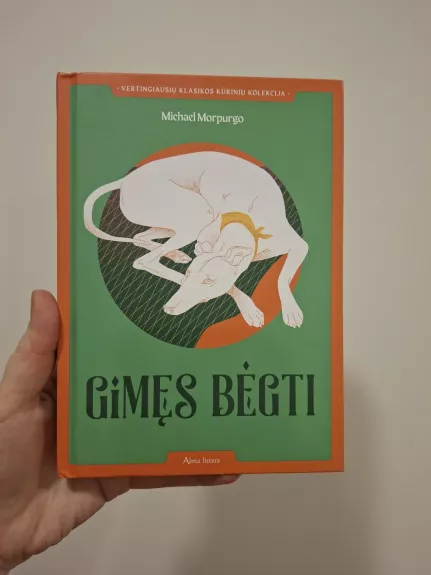 · VERTINGIAUSIŲ KLASIKOS KŪRINIŲ KOLEKCIJA ·
Michael Morpurgo
GiMĘS BĖGTI
Alma littera